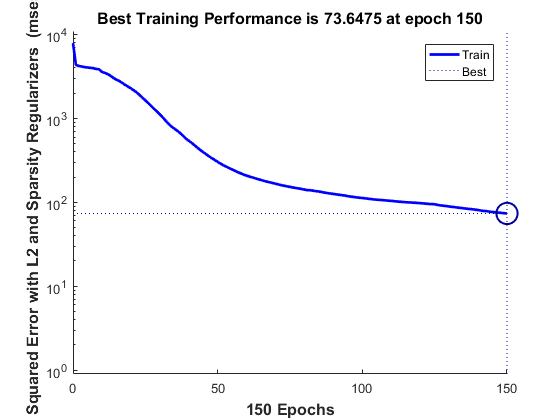 Best Training Performance is 73.6475 at epoch 150
Squared Error with L2 and Sparsity Regularizers (mse
10^4
10^3
10^2
10^1
10^0
Train
Best
0
50
100
150
150 Epochs